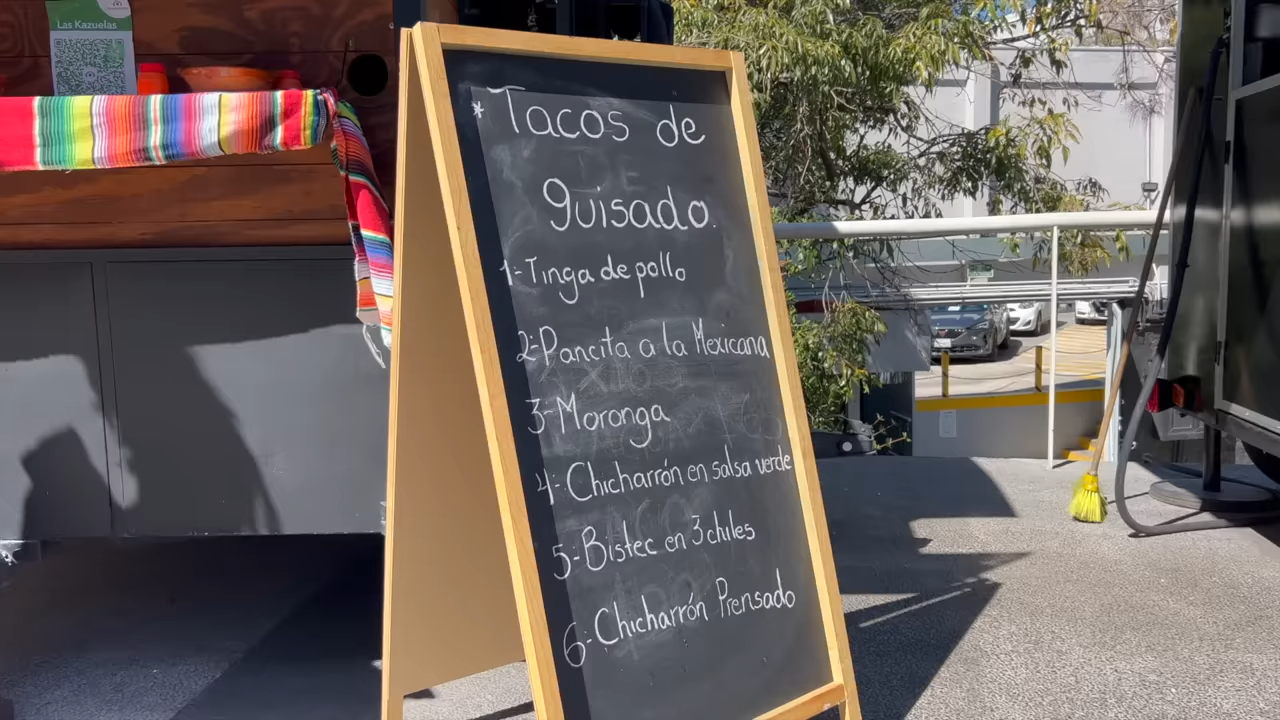 Las Kazuelas
* Tacos de
guisado.
1-Tinga de pollo
2-Pancita a la Mexicana
3-Moronga
4-Chicharrón en salsa verde
5-Bistec en 3 chiles
6-Chicharrón Prensado